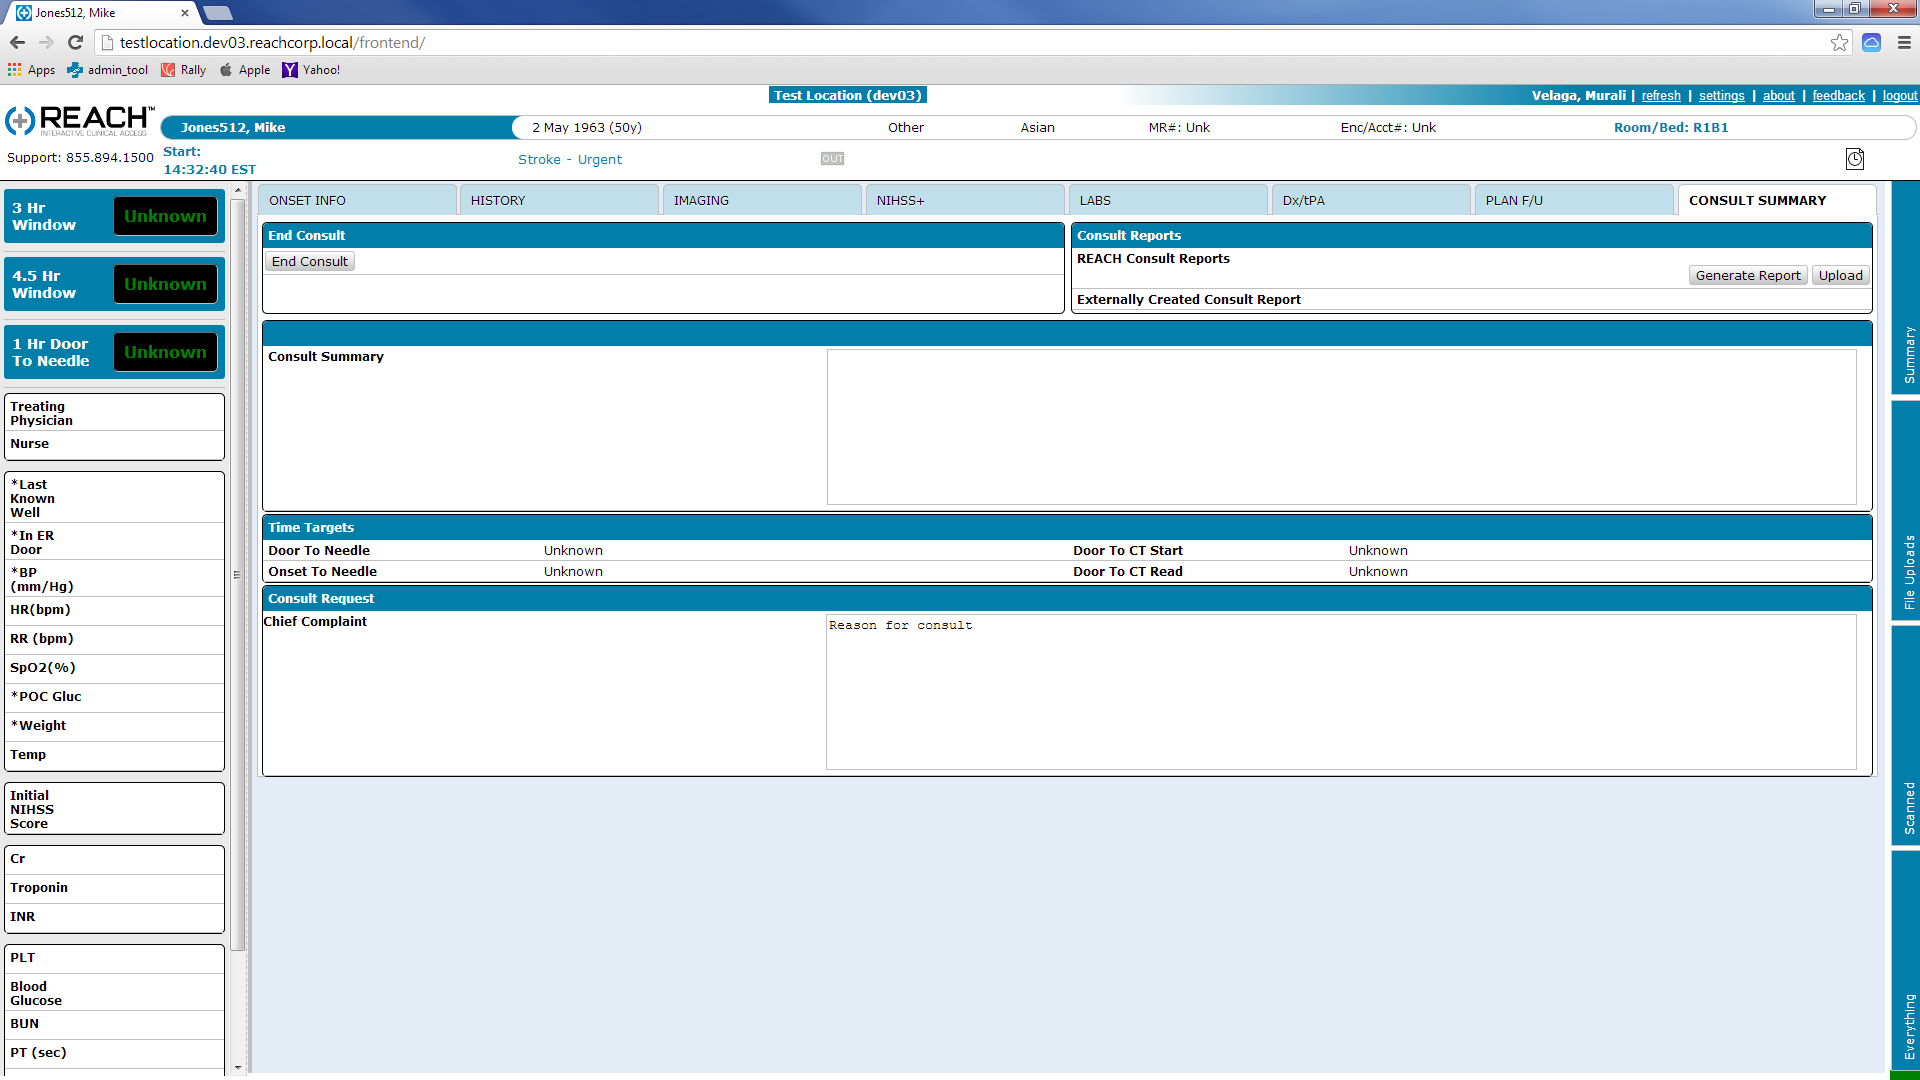 Jones512, Mike
testlocation.dev03.reachcorp.local/frontend/
Apps admin_tool Rally Apple Yahoo!
Test Location (dev03)
Velaga, Murali | refresh | settings | about | feedback | logout
REACH™
INTERACTIVE CLINICAL ACCESS
Jones512, Mike 2 May 1963 (50y) Other Asian MR#: Unk Enc/Acct#: Unk Room/Bed: R1B1
Support: 855.894.1500
Start:
14:32:40 EST
Stroke - Urgent
OUT
3 Hr
Window
Unknown
4.5 Hr
Window
Unknown
1 Hr Door
To Needle
Unknown
Treating
Physician
Nurse
*Last
Known
Well
*In ER
Door
*BP
(mm/Hg)
HR(bpm)
RR (bpm)
SpO2(%)
*POC Gluc
*Weight
Temp
Initial
NIHSS
Score
Cr
Troponin
INR
PLT
Blood
Glucose
BUN
PT (sec)
ONSET INFO HISTORY IMAGING NIHSS+ LABS Dx/tPA PLAN F/U CONSULT SUMMARY
End Consult
End Consult
Consult Reports
REACH Consult Reports
Generate Report Upload
Externally Created Consult Report
Consult Summary
Time Targets
Door To Needle Unknown Door To CT Start Unknown
Onset To Needle Unknown Door To CT Read Unknown
Consult Request
Chief Complaint
Reason for consult
Summary
File Uploads
Scanned
Everything